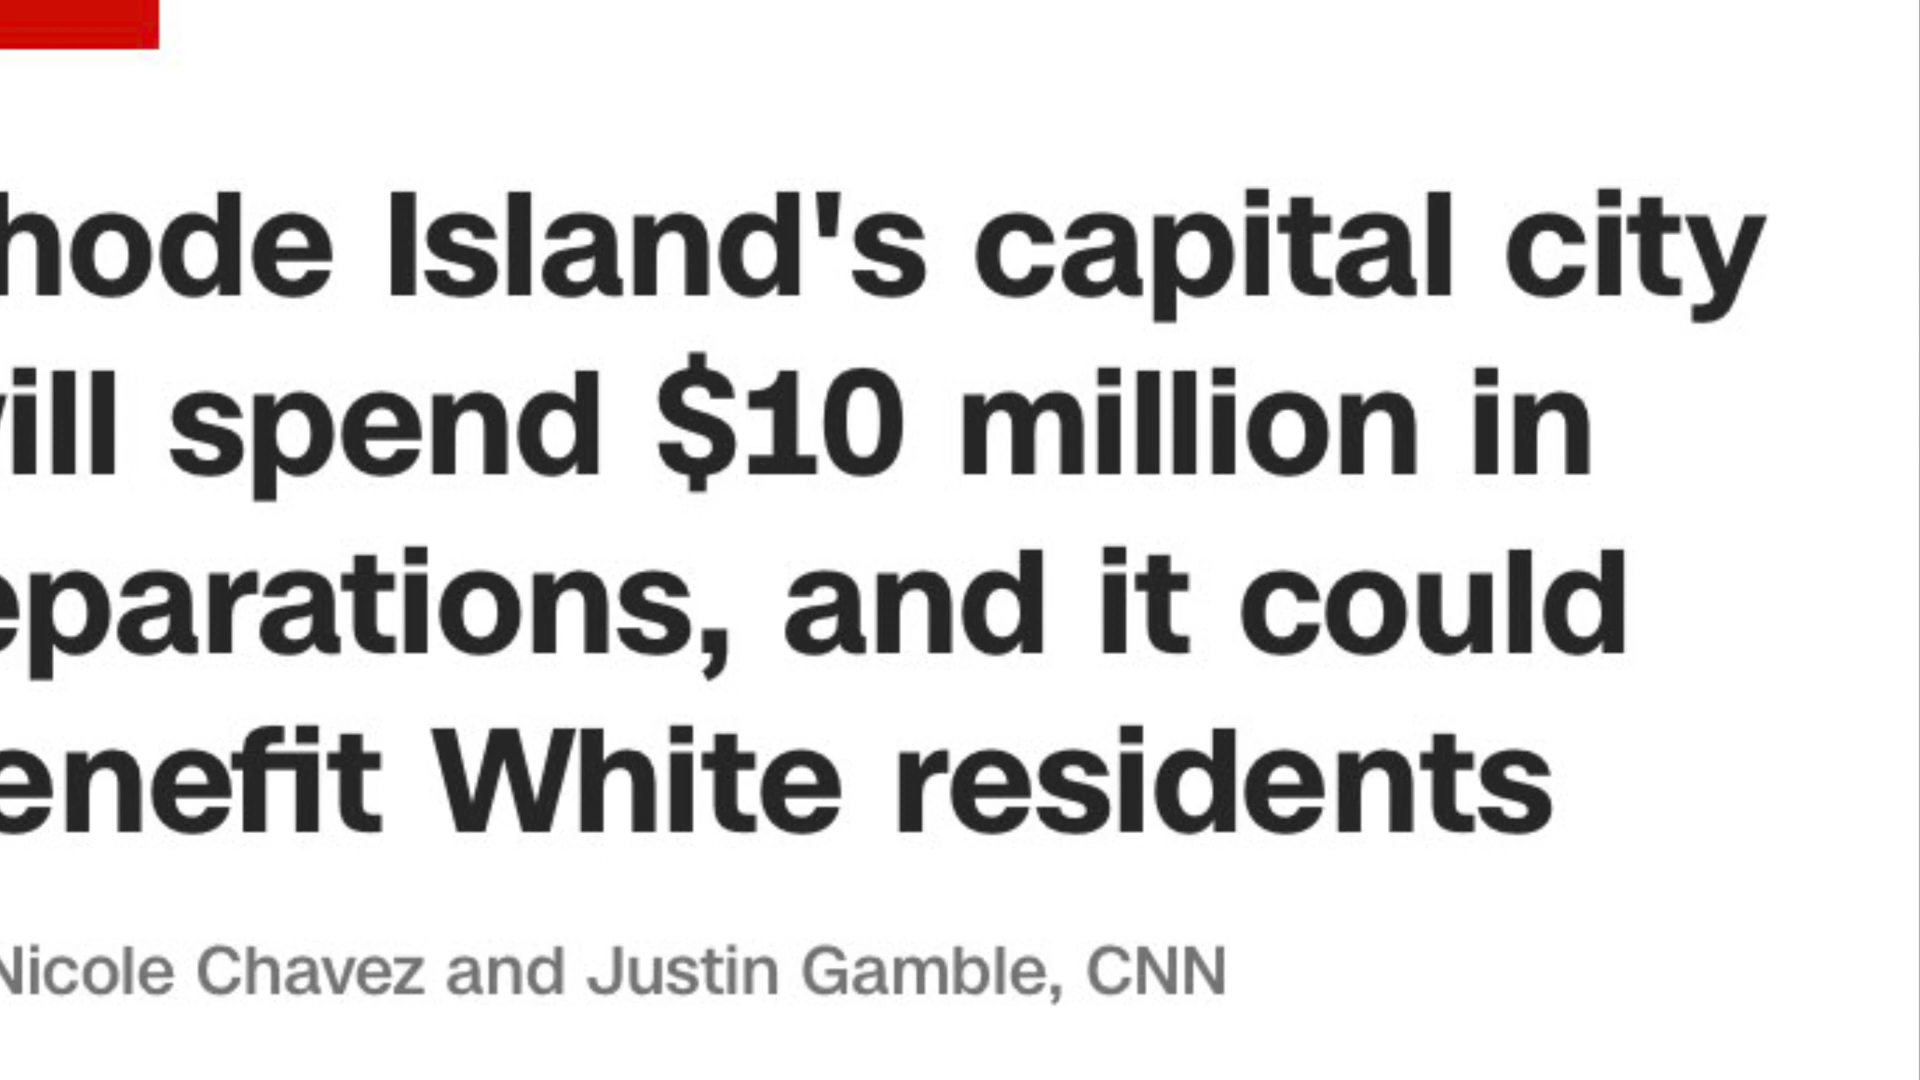 hode Island's capital city
ill spend $10 million in
eparations, and it could
enefit White residents
Nicole Chavez and Justin Gamble, CNN